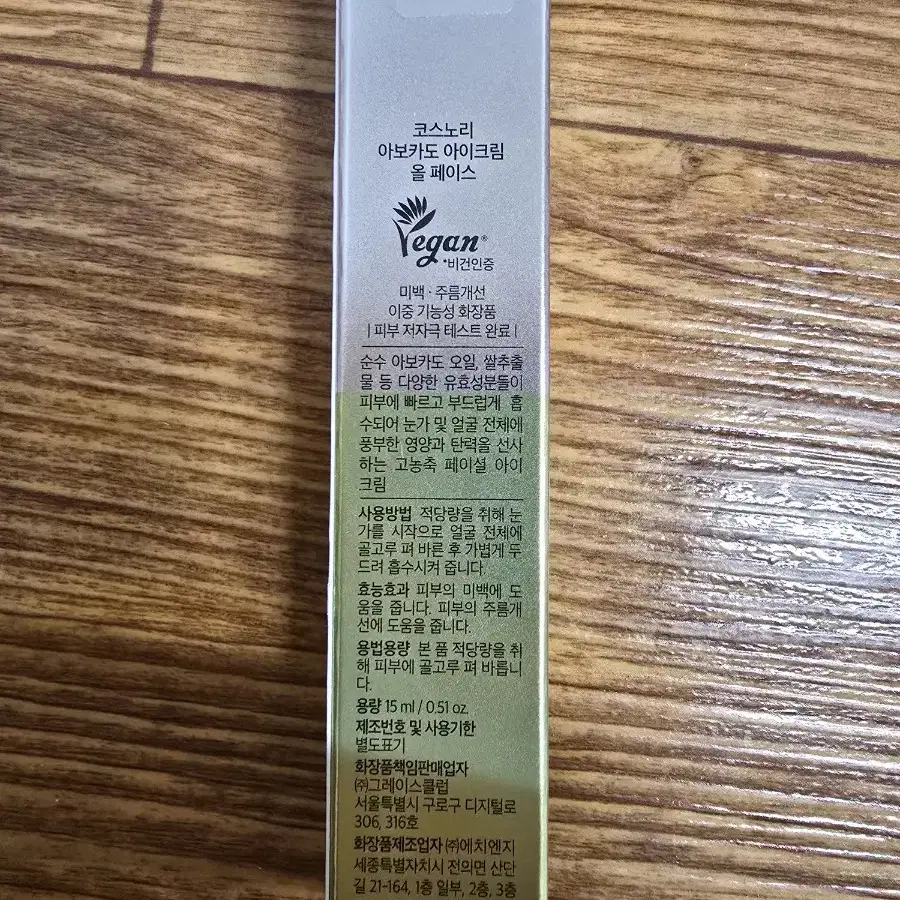 코스노리
아보카도 아이크림
올 페이스
Vegan®
*비건인증
미백 · 주름개선
이중 기능성 화장품
| 피부 저자극 테스트 완료 |
순수 아보카도 오일, 쌀추출
물 등 다양한 유효성분들이
피부에 빠르고 부드럽게 흡
수되어 눈가 및 얼굴 전체에
풍부한 영양과 탄력을 선사
하는 고농축 페이셜 아이
크림
사용방법 적당량을 취해 눈
가를 시작으로 얼굴 전체에
골고루 펴 바른 후 가볍게 두
드려 흡수시켜 줍니다.
효능효과 피부의 미백에 도
움을 줍니다. 피부의 주름개
선에 도움을 줍니다.
용법용량 본 품 적당량을 취
해 피부에 골고루 펴 바릅니
다.
용량 15 ml / 0.51 oz.
제조번호 및 사용기한
별도표기
화장품책임판매업자
㈜그레이스클럽
서울특별시 구로구 디지털로
306, 316호
화장품제조업자 ㈜에치엔지
세종특별자치시 전의면 산단
길 21-164, 1층 일부, 2층, 3층